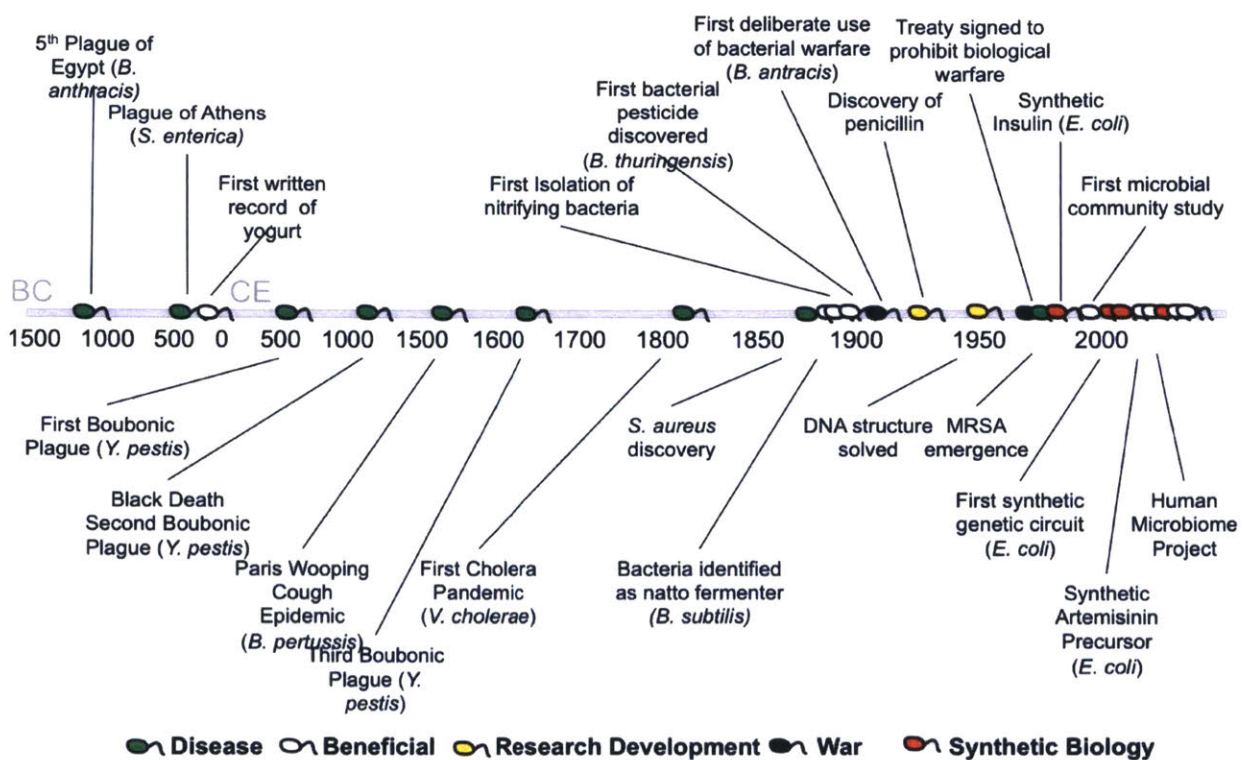 5th Plague of
Egypt (B.
anthracis)
Plague of Athens
(S. enterica)
First written
record of
yogurt
First Isolation of
nitrifying bacteria
First bacterial
pesticide
discovered
(B. thuringensis)
First deliberate use
of bacterial warfare
(B. antracis)
Discovery of
penicillin
Treaty signed to
prohibit biological
warfare
Synthetic
Insulin (E. coli)
First microbial
community study
BC CE
1500 1000 500 0 500 1000 1500 1600 1700 1800 1850 1900 1950 2000
First Boubonic
Plague (Y. pestis)
Black Death
Second Boubonic
Plague (Y. pestis)
Paris Wooping
Cough
Epidemic
(B. pertussis)
Third Boubonic
Plague (Y.
pestis)
First Cholera
Pandemic
(V. cholerae)
S. aureus
discovery
Bacteria identified
as natto fermenter
(B. subtilis)
DNA structure
solved
MRSA
emergence
First synthetic
genetic circuit
(E. coli)
Synthetic
Artemisinin
Precursor
(E. coli)
Human
Microbiome
Project
Disease Beneficial Research Development War Synthetic Biology